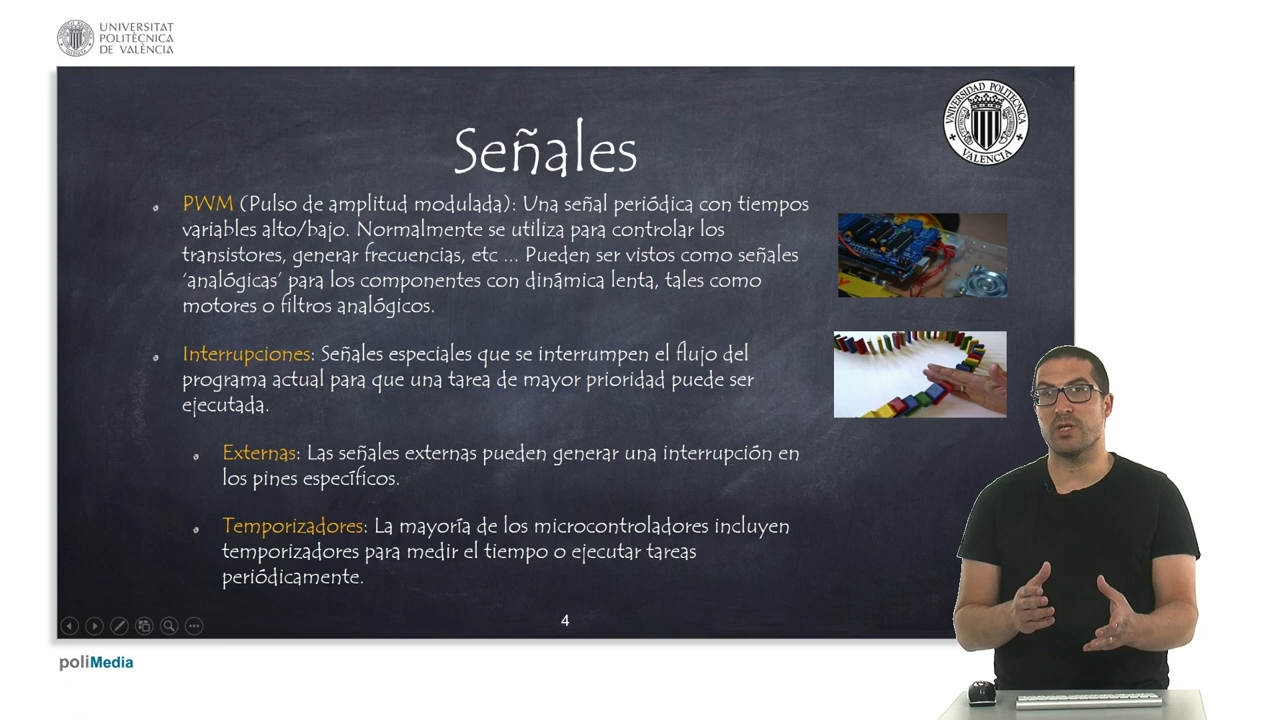 UNIVERSITAT
POLITÈCNICA
DE VALÈNCIA
UNIVERSIDAD POLITECNICA
VALENCIA
Señales
PWM (Pulso de amplitud modulada): Una señal periódica con tiempos
variables alto/bajo. Normalmente se utiliza para controlar los
transistores, generar frecuencias, etc ... Pueden ser vistos como señales
'analógicas' para los componentes con dinámica lenta, tales como
motores o filtros analógicos.
Interrupciones: Señales especiales que se interrumpen el flujo del
programa actual para que una tarea de mayor prioridad puede ser
ejecutada.
Externas: Las señales externas pueden generar una interrupción en
los pines específicos.
Temporizadores: La mayoría de los microcontroladores incluyen
temporizadores para medir el tiempo o ejecutar tareas
periódicamente.
4
poliMedia